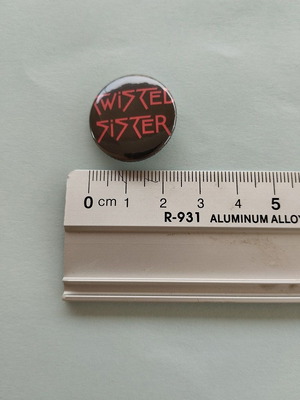 TWISTED
SISTER
0 cm 1 2 3 4 5
R-931 ALUMINUM ALLOY